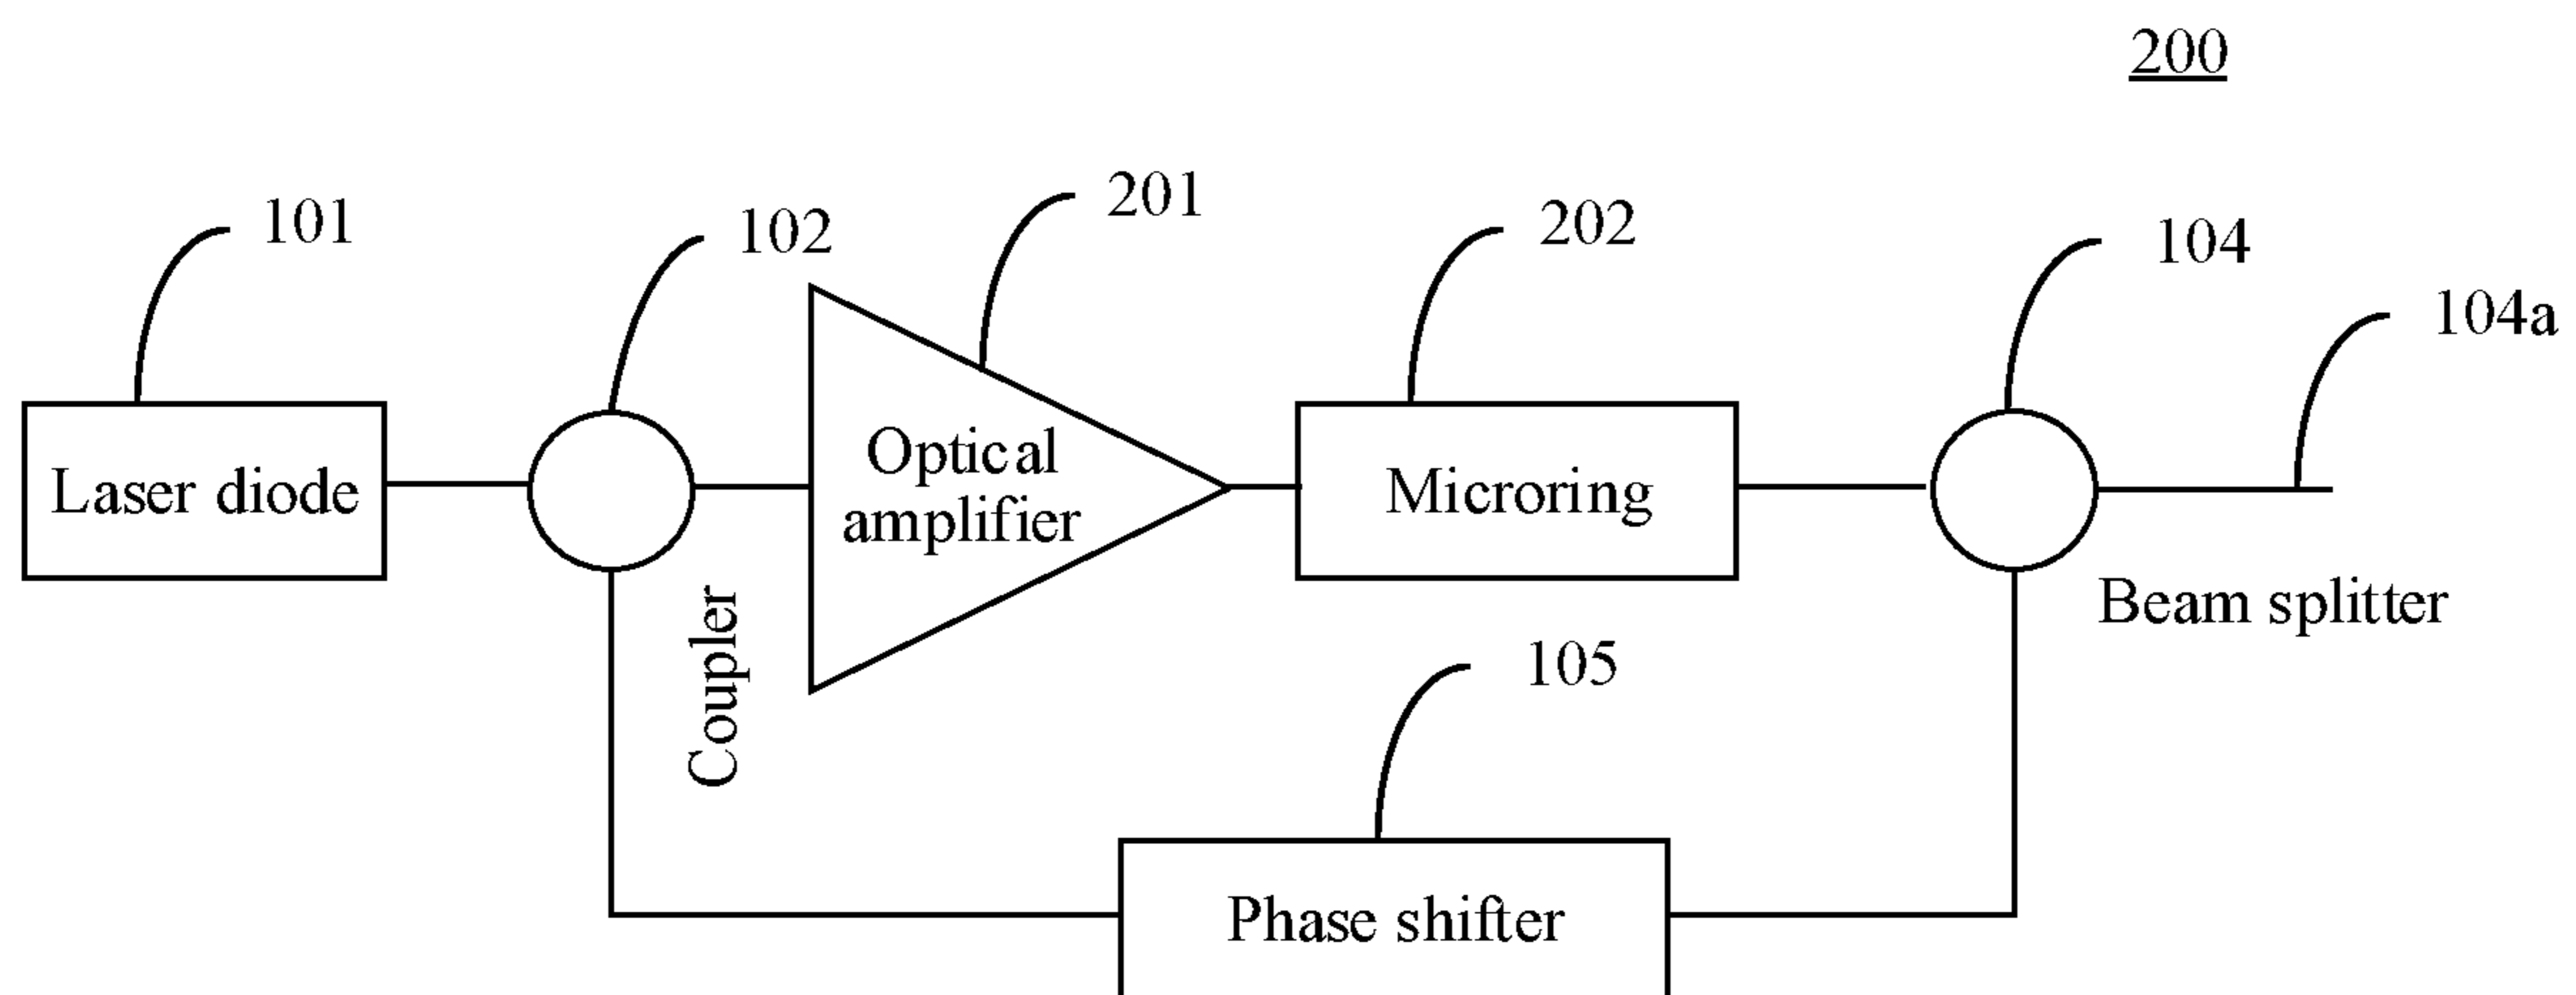 200
101
102
201
202
104
104a
Laser diode
Optical
amplifier
Microring
Beam splitter
Coupler
105
Phase shifter